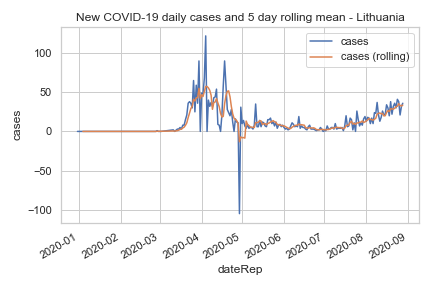 New COVID-19 daily cases and 5 day rolling mean - Lithuania
cases
cases (rolling)
100
50
0
−50
−100
cases
2020-01
2020-02
2020-03
2020-04
2020-05
2020-06
2020-07
2020-08
2020-09
dateRep